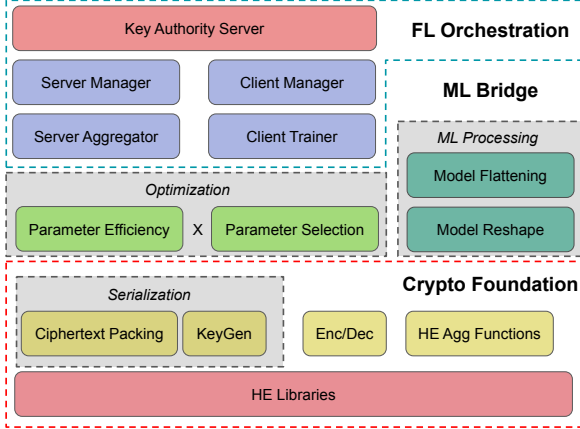 Key Authority Server
FL Orchestration
Server Manager
Client Manager
ML Bridge
Server Aggregator
Client Trainer
ML Processing
Model Flattening
Optimization
Parameter Efficiency
X
Parameter Selection
Model Reshape
Crypto Foundation
Serialization
Ciphertext Packing
KeyGen
Enc/Dec
HE Agg Functions
HE Libraries